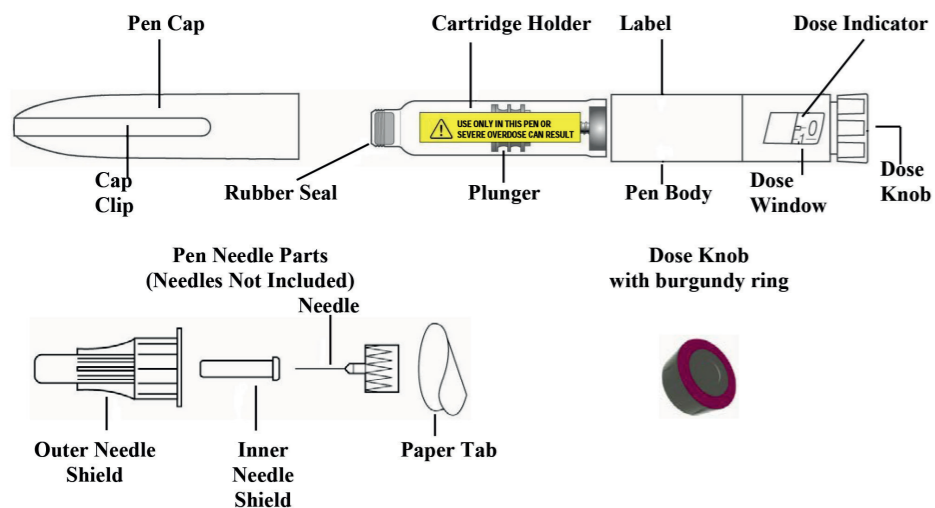 Pen Cap
Cartridge Holder
Label
Dose Indicator
USE ONLY IN THIS PEN OR
SEVERE OVERDOSE CAN RESULT
0
1
Cap
Clip
Rubber Seal
Plunger
Pen Body
Dose
Window
Dose
Knob
Pen Needle Parts
(Needles Not Included)
Needle
Dose Knob
with burgundy ring
Outer Needle
Shield
Inner
Needle
Shield
Paper Tab